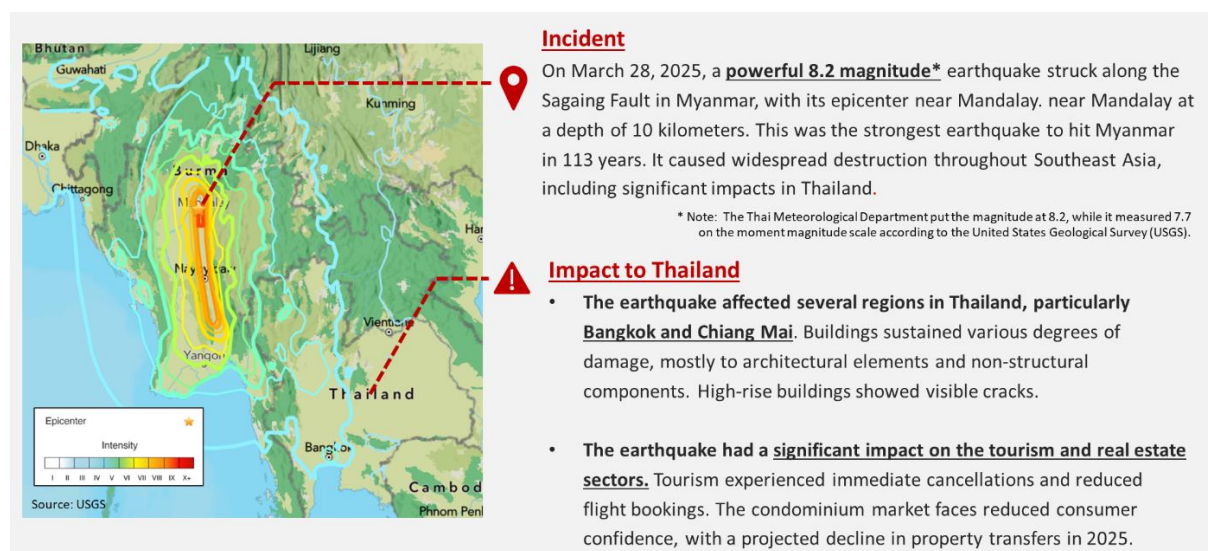 Bhutan
Lijiang
Guwahati
Kunming
Dhaka
Chittagong
Burma
Mandalay
Naypyitaw
Vientiane
Yangon
Thailand
Bangkok
Cambod
Phnom Penl
Epicenter
Intensity
I II III IV V VI VII VIII IX X+
Source: USGS
Incident
On March 28, 2025, a powerful 8.2 magnitude* earthquake struck along the
Sagaing Fault in Myanmar, with its epicenter near Mandalay. near Mandalay at
a depth of 10 kilometers. This was the strongest earthquake to hit Myanmar
in 113 years. It caused widespread destruction throughout Southeast Asia,
including significant impacts in Thailand.
* Note: The Thai Meteorological Department put the magnitude at 8.2, while it measured 7.7
on the moment magnitude scale according to the United States Geological Survey (USGS).
Impact to Thailand
• The earthquake affected several regions in Thailand, particularly
Bangkok and Chiang Mai. Buildings sustained various degrees of
damage, mostly to architectural elements and non-structural
components. High-rise buildings showed visible cracks.
• The earthquake had a significant impact on the tourism and real estate
sectors. Tourism experienced immediate cancellations and reduced
flight bookings. The condominium market faces reduced consumer
confidence, with a projected decline in property transfers in 2025.